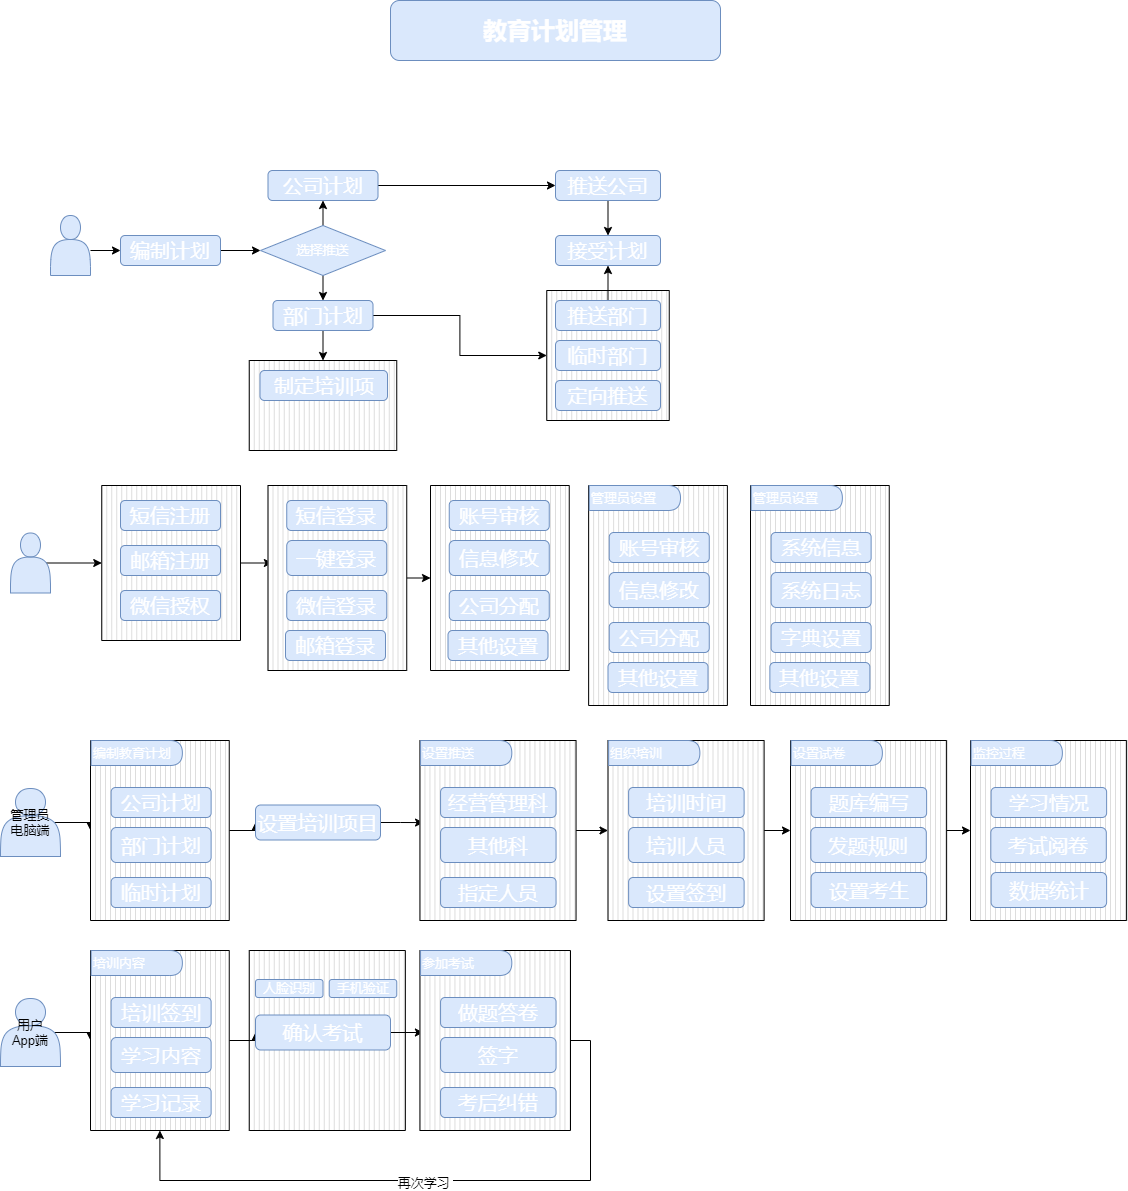 教育计划管理
公司计划
推送公司
编制计划
选择推送
接受计划
部门计划
推送部门
临时部门
定向推送
制定培训项
短信注册
邮箱注册
微信授权
短信登录
一键登录
微信登录
邮箱登录
账号审核
信息修改
公司分配
其他设置
管理员设置
账号审核
信息修改
公司分配
其他设置
管理员设置
系统信息
系统日志
字典设置
其他设置
管理员
电脑端
编制教育计划
公司计划
部门计划
临时计划
设置培训项目
设置推送
经营管理科
其他科
指定人员
组织培训
培训时间
培训人员
设置签到
设置试卷
题库编写
发题规则
设置考生
监控过程
学习情况
考试阅卷
数据统计
用户
App端
培训内容
培训签到
学习内容
学习记录
人脸识别
手机验证
确认考试
参加考试
做题答卷
签字
考后纠错
再次学习